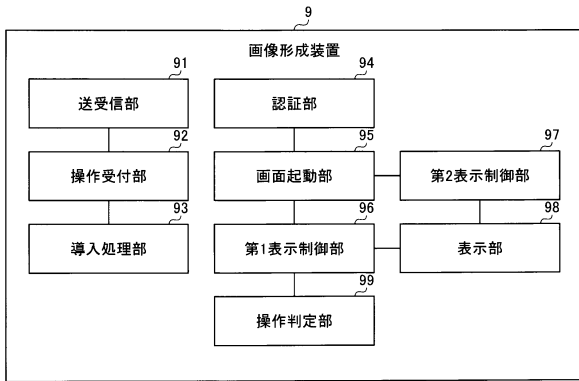 9
画像形成装置
91
送受信部
92
操作受付部
93
導入処理部
94
認証部
95
画面起動部
96
第1表示制御部
99
操作判定部
97
第2表示制御部
98
表示部